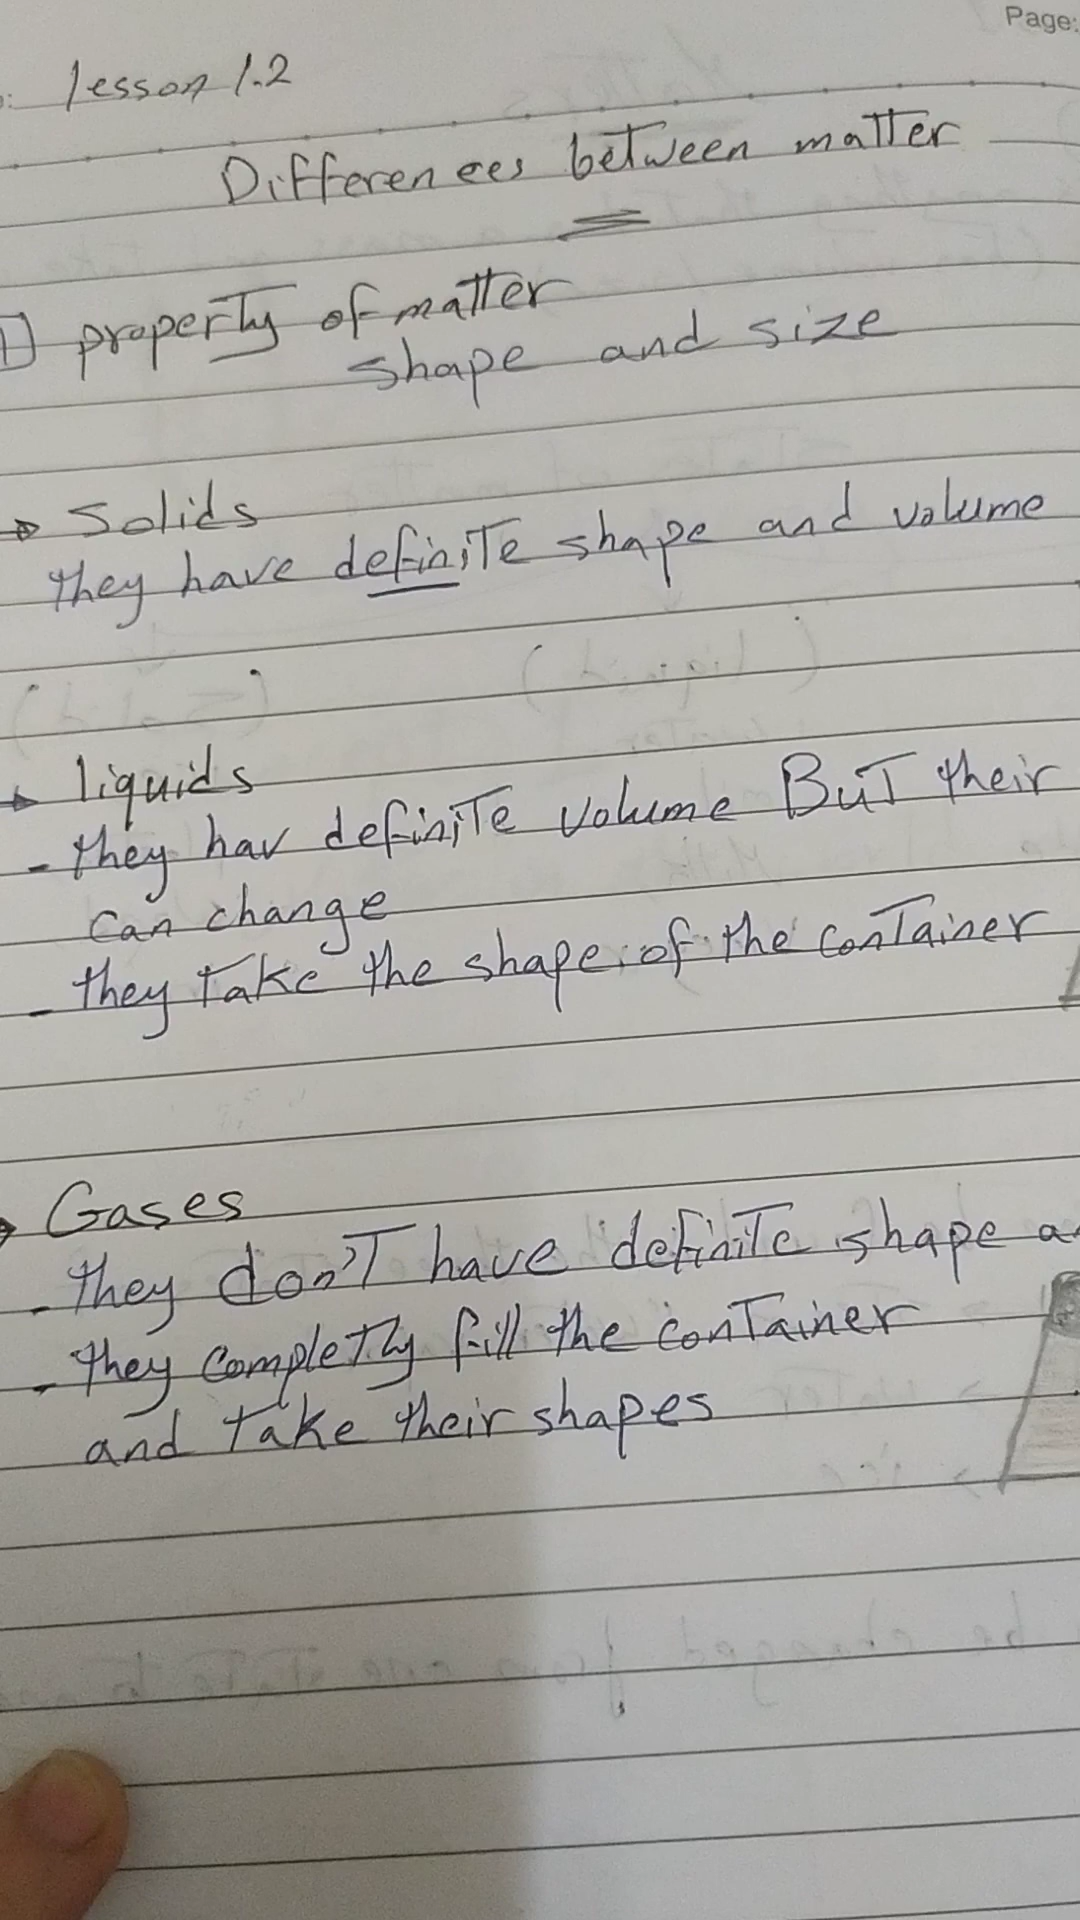 Page:
lesson 1.2
Differences between matter
1 property of matter
shape and size
→ Solids
they have definite shape and volume
→ liquids
- they hav definite volume BUT their
can change
- they take the shape of the container
→ Gases
- they don't have definite shape a
- they completly fill the container
and take their shapes